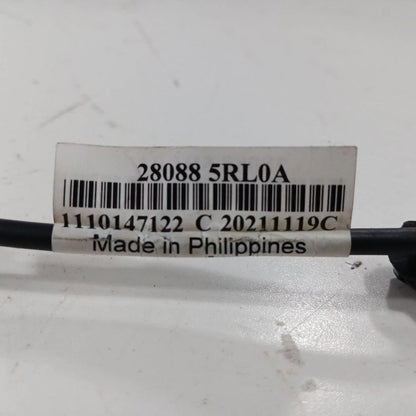 28088 5RL0A
1110147122 C 20211119C
Made in Philippines